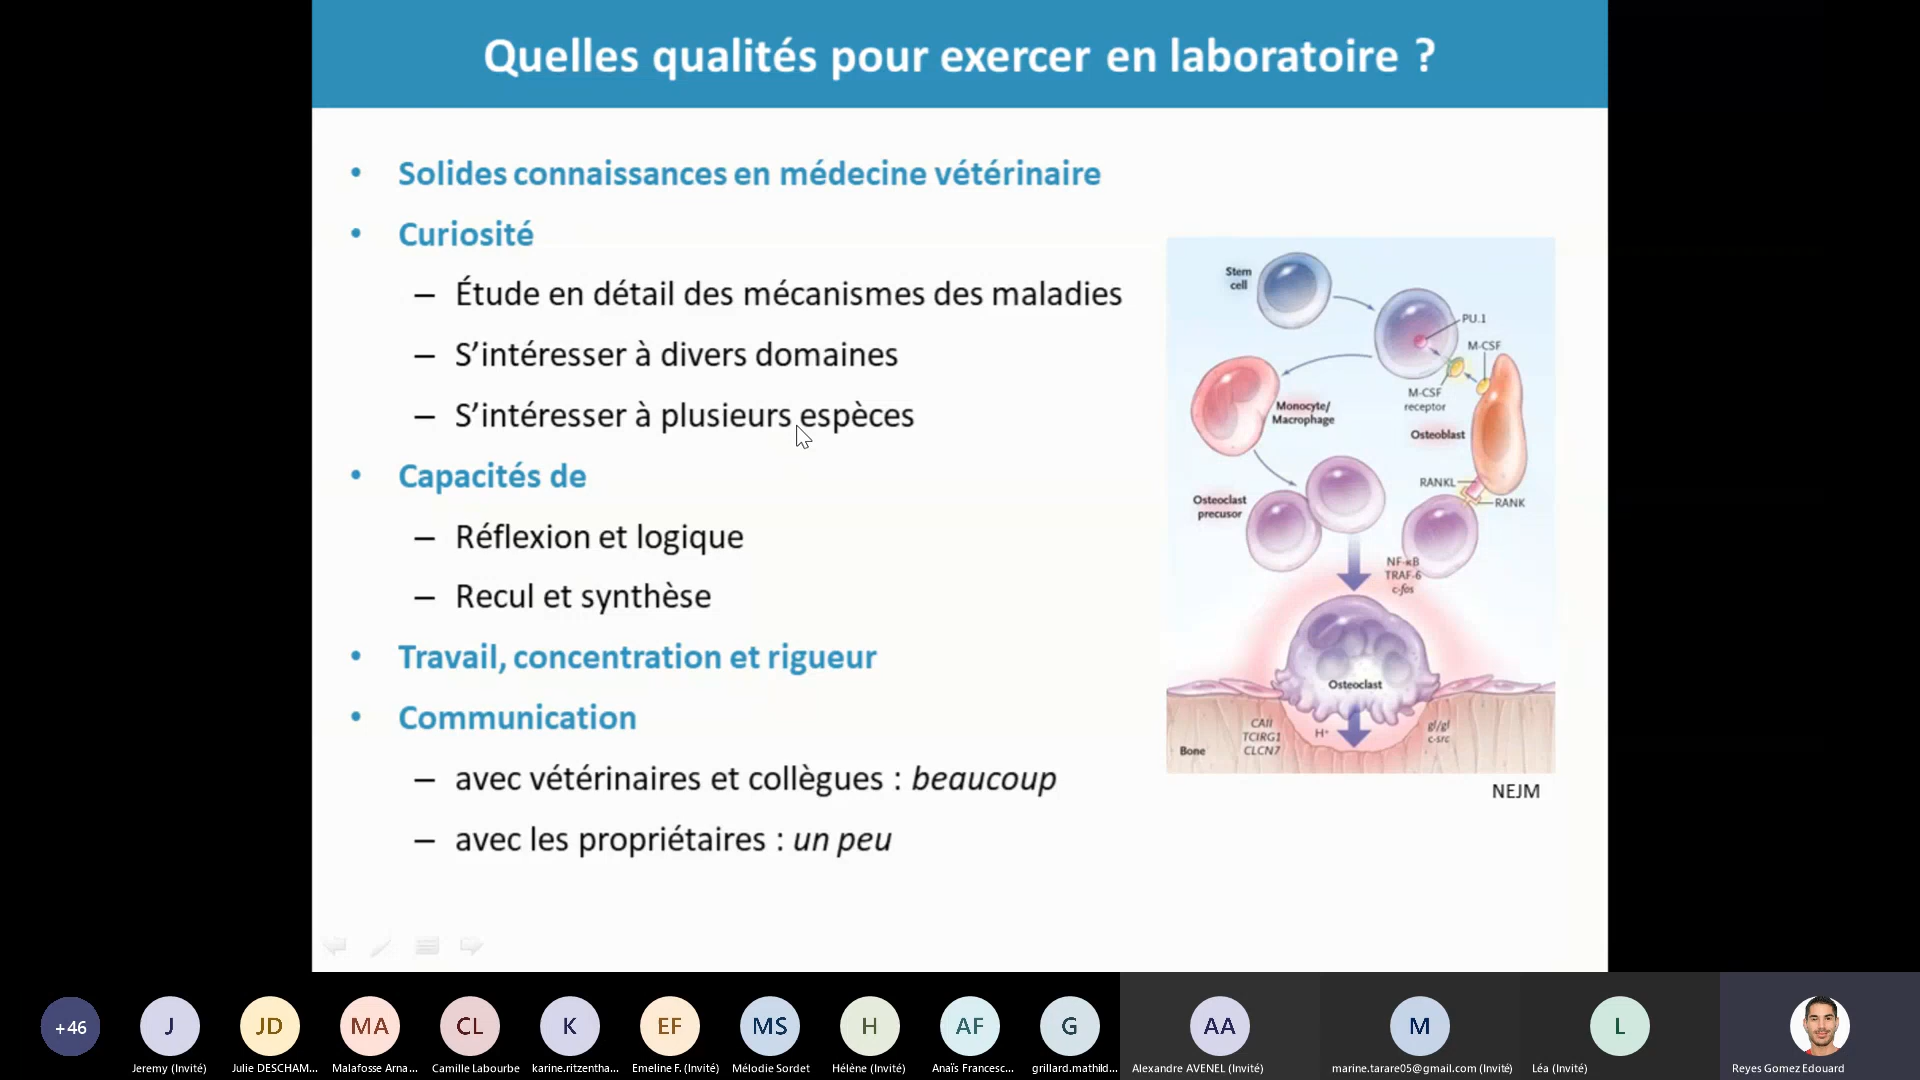 Quelles qualités pour exercer en laboratoire ?
• Solides connaissances en médecine vétérinaire
• Curiosité
– Étude en détail des mécanismes des maladies
– S’intéresser à divers domaines
– S’intéresser à plusieurs espèces
• Capacités de
– Réflexion et logique
– Recul et synthèse
• Travail, concentration et rigueur
• Communication
– avec vétérinaires et collègues : beaucoup
– avec les propriétaires : un peu
Stem
cell
PU.1
M-CSF
M-CSF
receptor
Monocyte/
Macrophage
Osteoblast
RANKL
RANK
Osteoclast
precusor
NF-κB
TRAF-6
c-fos
Osteoclast
CAII
TCIRG1
CLCN7
H+
gl/gl
c-src
Bone
NEJM
+46
J
JD
MA
CL
K
EF
MS
H
AF
G
AA
M
L
Jeremy (Invité)
Julie DESCHAM...
Malafosse Arna...
Camille Labourbe
karine.ritzentha...
Emeline F. (Invité)
Mélodie Sordet
Hélène (Invité)
Anaïs Francesc...
grillard.mathild...
Alexandre AVENEL (Invité)
marine.tarare05@gmail.com (Invité)
Léa (Invité)
Reyes Gomez Edouard